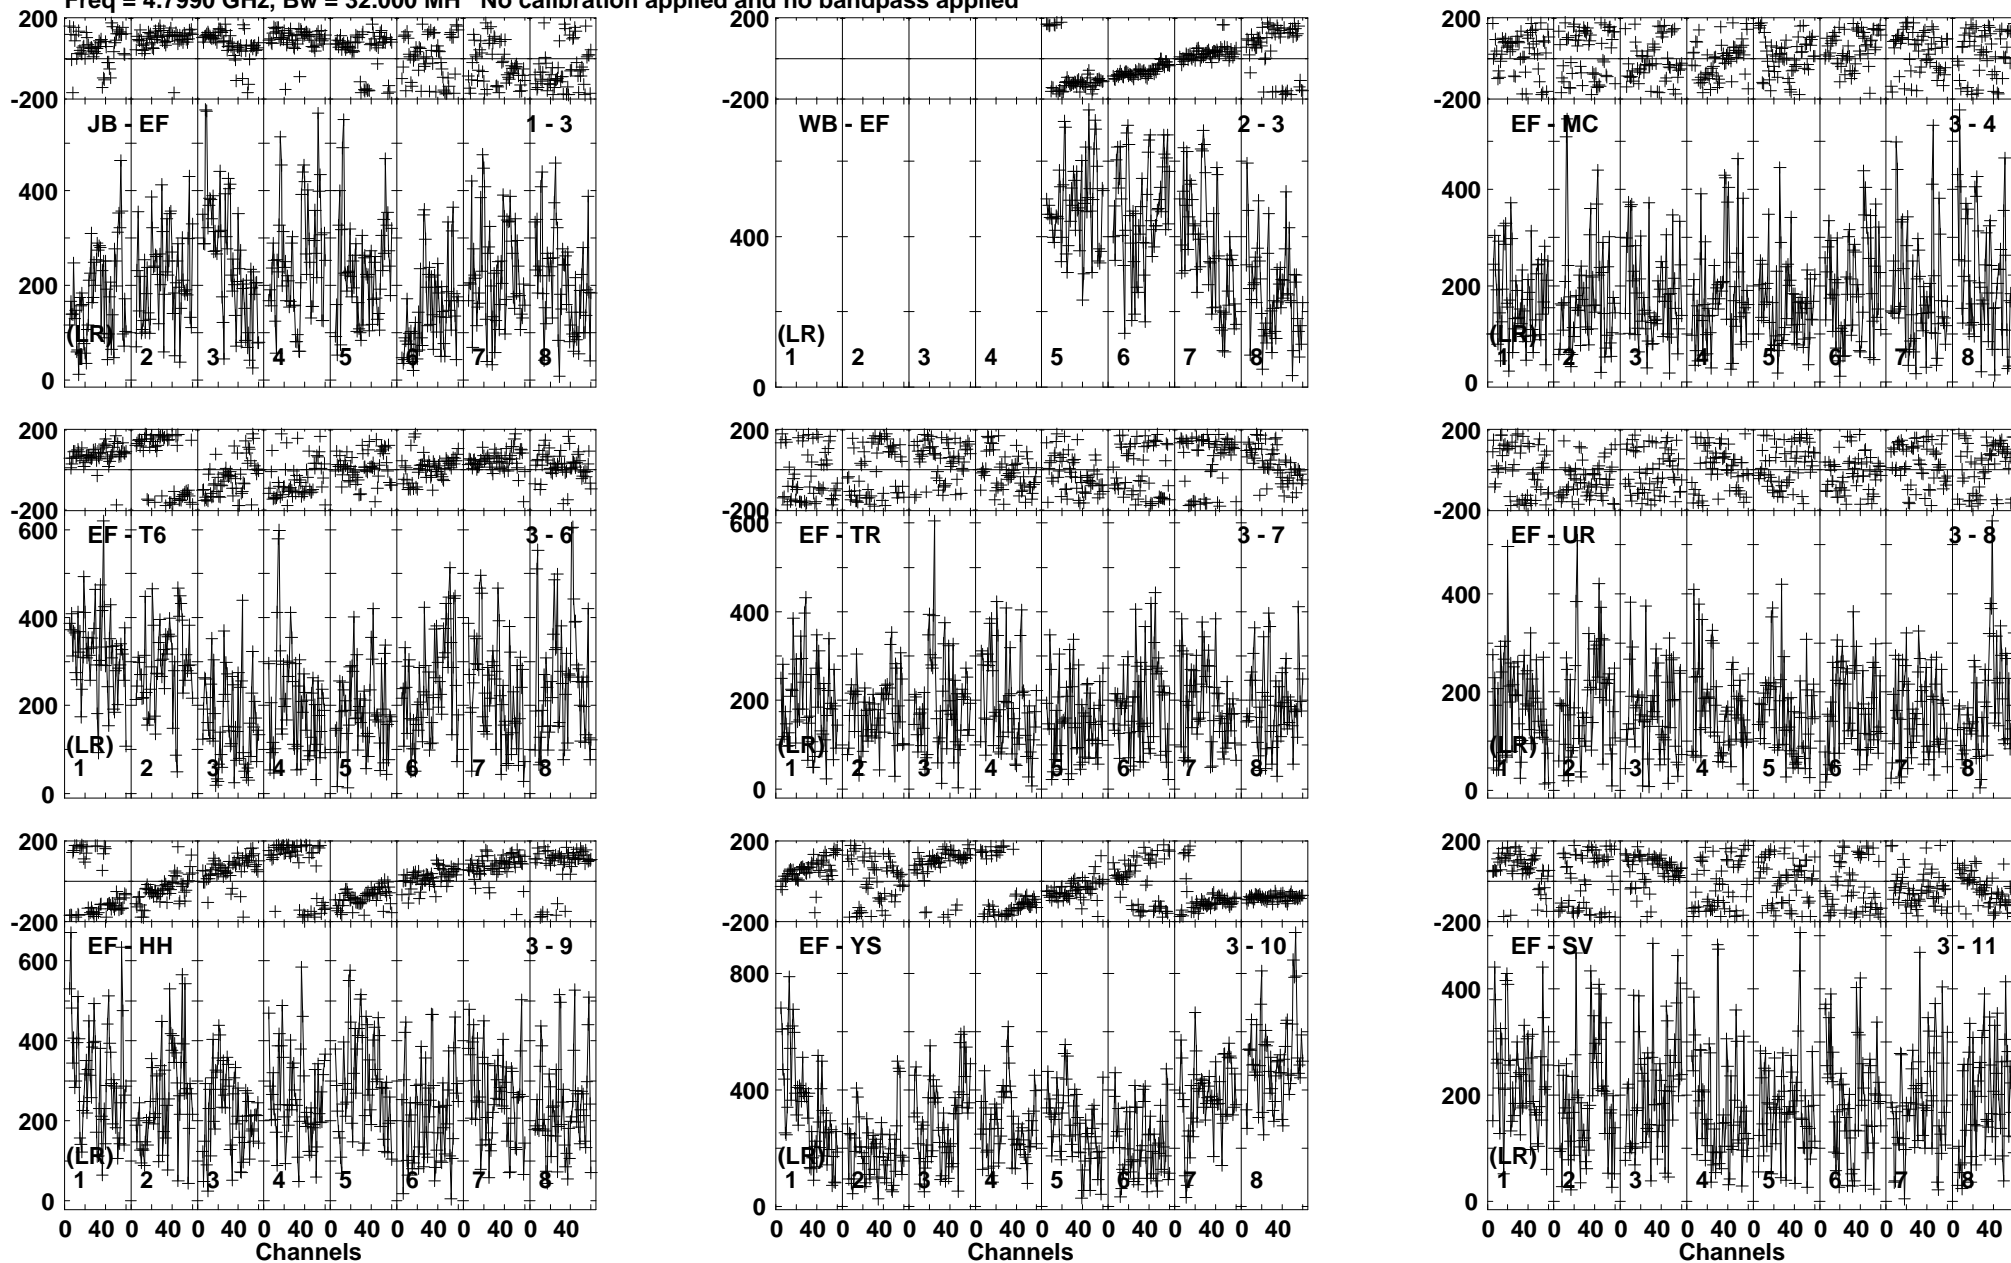 Freq = 4.7990 GHz, Bw = 32.000 MH No calibration applied and no bandpass applied
200
-200
JB - EF 1 - 3
400
200
0
(LR)
1 2 3 4 5 6 7 8
200
-200
WB - EF 2 - 3
400
0
(LR)
1 2 3 4 5 6 7 8
200
-200
EF - MC 3 - 4
400
200
0
(LR)
1 2 3 4 5 6 7 8
200
-200
EF - T6 3 - 6
600
400
200
0
(LR)
1 2 3 4 5 6 7 8
200
-200
EF - TR 3 - 7
600
400
200
0
(LR)
1 2 3 4 5 6 7 8
200
-200
EF - UR 3 - 8
400
200
0
(LR)
1 2 3 4 5 6 7 8
200
-200
EF - HH 3 - 9
600
400
200
0
(LR)
1 2 3 4 5 6 7 8
0 40 0 40 0 40 0 40 0 40 0 40 0 40 0 40
Channels
200
-200
EF - YS 3 - 10
800
400
0
(LR)
1 2 3 4 5 6 7 8
0 40 0 40 0 40 0 40 0 40 0 40 0 40 0 40
Channels
200
-200
EF - SV 3 - 11
400
200
0
(LR)
1 2 3 4 5 6 7 8
0 40 0 40 0 40 0 40 0 40 0 40 0 40 0 40
Channels